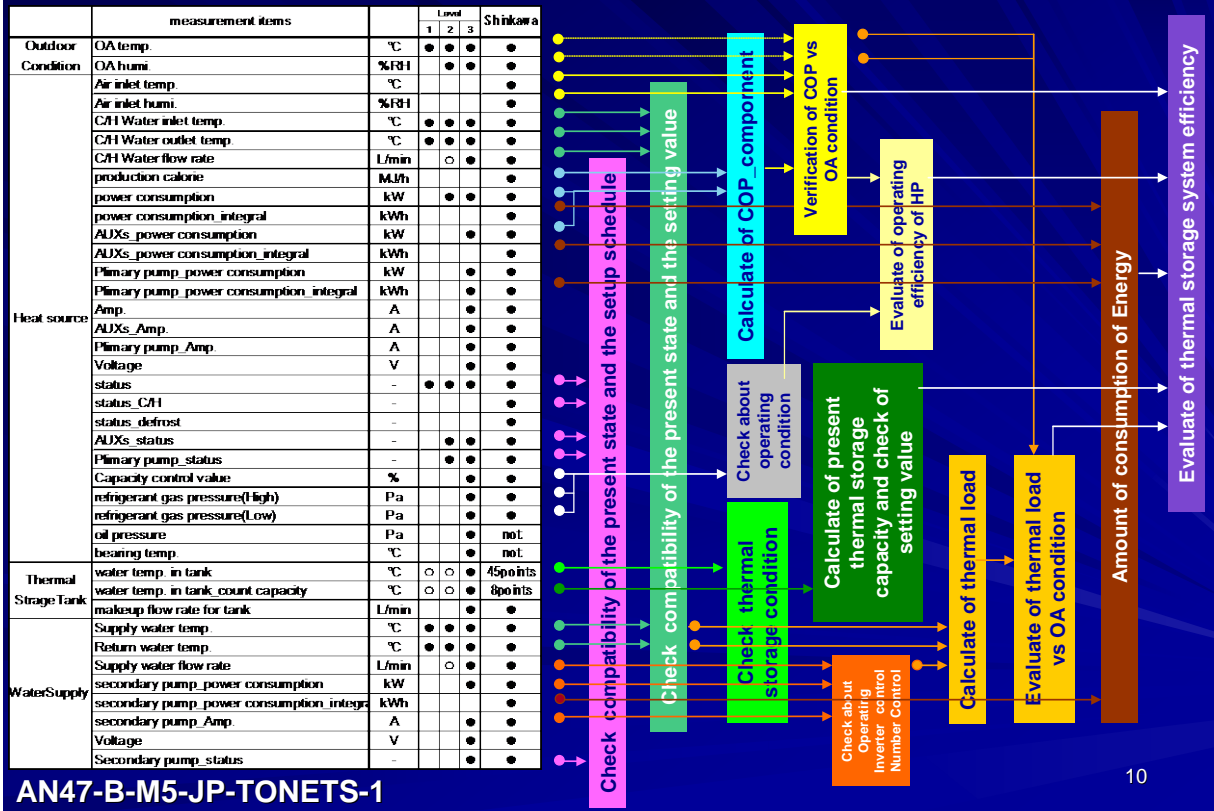 measurement items Level Shinkawa
1 2 3
Outdoor Condition OA temp. ℃ ● ● ● ●
OA humi. %RH ● ● ●
Heat source Air inlet temp. ℃ ●
Air inlet humi. %RH ●
C/H Water inlet temp. ℃ ● ● ● ●
C/H Water outlet temp. ℃ ● ● ● ●
C/H Water flow rate L/min ○ ● ●
production calorie MJ/h ●
power consumption kW ● ● ●
power consumption_integral kWh ●
AUXs_power consumption kW ● ●
AUXs_power consumption_integral kWh ●
Plimary pump_power consumption kW ● ●
Plimary pump_power consumption_integral kWh ● ●
Amp. A ● ●
AUXs_Amp. A ● ●
Plimary pump_Amp. A ● ●
Voltage V ● ●
status - ● ● ● ●
status_C/H - ●
status_defrost - ●
AUXs_status - ● ● ●
Plimary pump_status - ● ● ●
Capacity control value % ● ●
refrigerant gas pressure(High) Pa ● ●
refrigerant gas pressure(Low) Pa ● ●
oil pressure Pa ● not
bearing temp. ℃ ● not
Thermal Strage Tank water temp. in tank ℃ ○ ○ ● 45points
water temp. in tank_count capacity ℃ ○ ○ ● 8points
makeup flow rate for tank L/min ● ●
WaterSupply Supply water temp. ℃ ● ● ● ●
Return water temp. ℃ ● ● ● ●
Supply water flow rate L/min ○ ● ●
secondary pump_power consumption kW ● ●
secondary pump_power consumption_integra kWh ●
secondary pump_Amp. A ● ●
Voltage V ● ●
Secondary pump_status - ● ●
Check compatibility of the present state and the setup schedule
Check compatibility of the present state and the setting value
Calculate of COP_compornent
Check about
operating
condition
Check thermal
storage condition
Verification of COP vs
OA condition
Calculate of present
thermal storage
capacity and check of
setting value
Check about
Operating
Inverter control
Number Control
Evaluate of operating
efficiency of HP
Calculate of thermal load
Evaluate of thermal load
vs OA condition
Amount of consumption of Energy
Evaluate of thermal storage system efficiency
AN47-B-M5-JP-TONETS-1
10